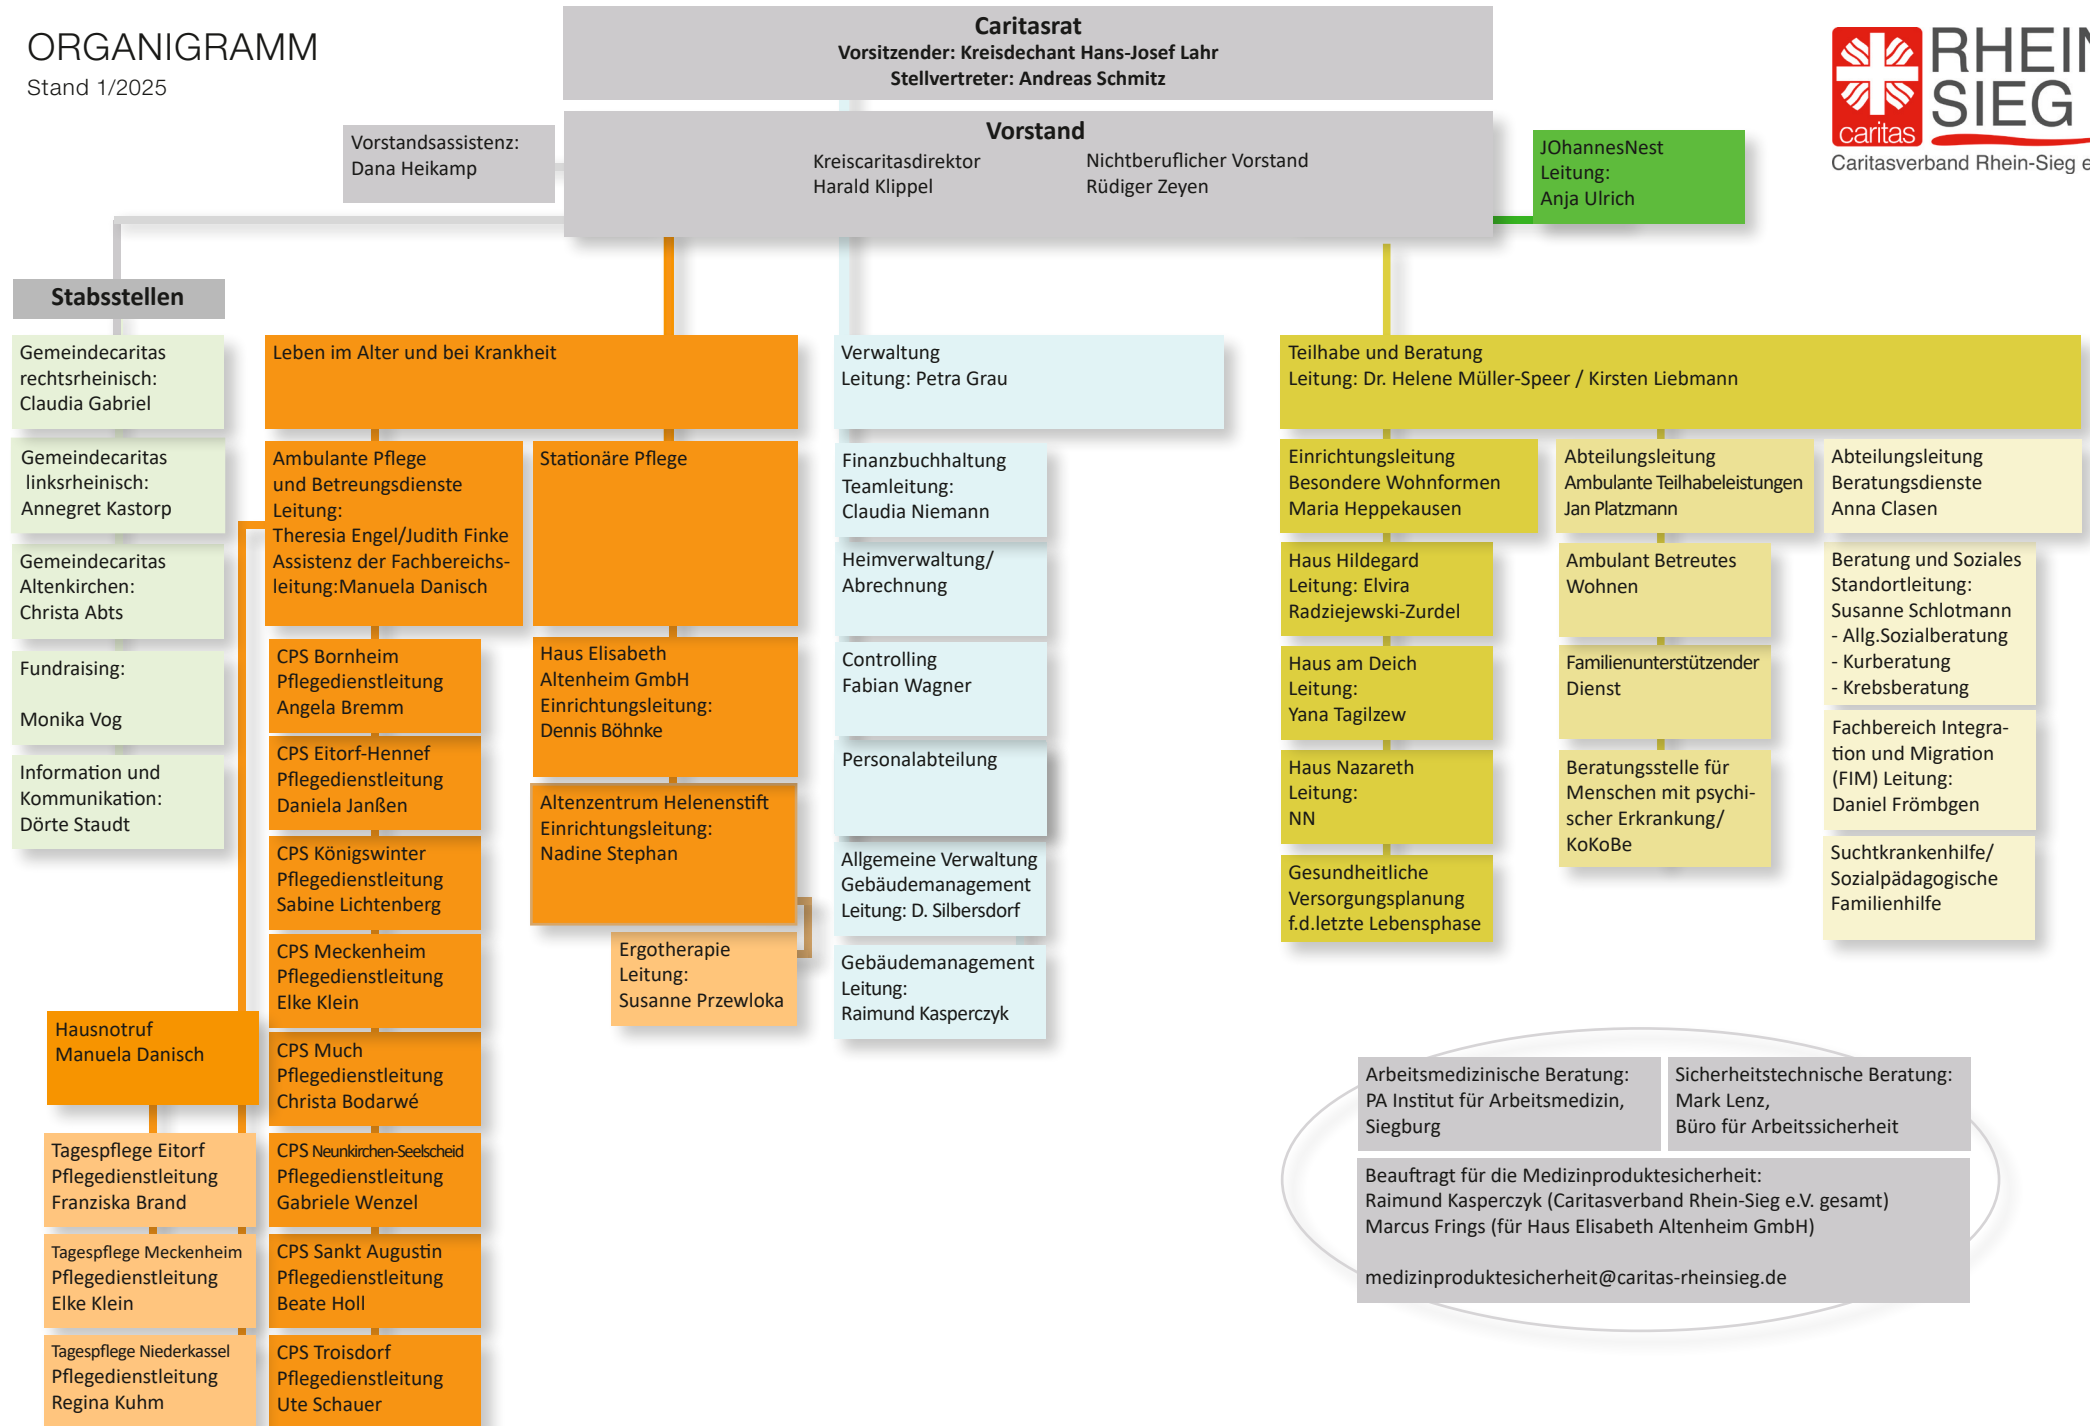 ORGANIGRAMM
Stand 1/2025
Caritasrat
Vorsitzender: Kreisdechant Hans-Josef Lahr
Stellvertreter: Andreas Schmitz
RHEIN
SIEG
caritas
Caritasverband Rhein-Sieg e
Vorstandsassistenz:
Dana Heikamp
Vorstand
Kreiscaritasdirektor
Harald Klippel
Nichtberuflicher Vorstand
Rüdiger Zeyen
JOhannesNest
Leitung:
Anja Ulrich
Stabsstellen
Gemeindecaritas
rechtsrheinisch:
Claudia Gabriel
Gemeindecaritas
linksrheinisch:
Annegret Kastorp
Gemeindecaritas
Altenkirchen:
Christa Abts
Fundraising:
Monika Vog
Information und
Kommunikation:
Dörte Staudt
Leben im Alter und bei Krankheit
Ambulante Pflege
und Betreungsdienste
Leitung:
Theresia Engel/Judith Finke
Assistenz der Fachbereichs-
leitung:Manuela Danisch
CPS Bornheim
Pflegedienstleitung
Angela Bremm
CPS Eitorf-Hennef
Pflegedienstleitung
Daniela Janßen
CPS Königswinter
Pflegedienstleitung
Sabine Lichtenberg
CPS Meckenheim
Pflegedienstleitung
Elke Klein
CPS Much
Pflegedienstleitung
Christa Bodarwé
CPS Neunkirchen-Seelscheid
Pflegedienstleitung
Gabriele Wenzel
CPS Sankt Augustin
Pflegedienstleitung
Beate Holl
CPS Troisdorf
Pflegedienstleitung
Ute Schauer
Hausnotruf
Manuela Danisch
Tagespflege Eitorf
Pflegedienstleitung
Franziska Brand
Tagespflege Meckenheim
Pflegedienstleitung
Elke Klein
Tagespflege Niederkassel
Pflegedienstleitung
Regina Kuhm
Stationäre Pflege
Haus Elisabeth
Altenheim GmbH
Einrichtungsleitung:
Dennis Böhnke
Altenzentrum Helenenstift
Einrichtungsleitung:
Nadine Stephan
Ergotherapie
Leitung:
Susanne Przewloka
Verwaltung
Leitung: Petra Grau
Finanzbuchhaltung
Teamleitung:
Claudia Niemann
Heimverwaltung/
Abrechnung
Controlling
Fabian Wagner
Personalabteilung
Allgemeine Verwaltung
Gebäudemanagement
Leitung: D. Silbersdorf
Gebäudemanagement
Leitung:
Raimund Kasperczyk
Teilhabe und Beratung
Leitung: Dr. Helene Müller-Speer / Kirsten Liebmann
Einrichtungsleitung
Besondere Wohnformen
Maria Heppekausen
Haus Hildegard
Leitung: Elvira
Radziejewski-Zurdel
Haus am Deich
Leitung:
Yana Tagilzew
Haus Nazareth
Leitung:
NN
Gesundheitliche
Versorgungsplanung
f.d.letzte Lebensphase
Abteilungsleitung
Ambulante Teilhabeleistungen
Jan Platzmann
Ambulant Betreutes
Wohnen
Familienunterstützender
Dienst
Beratungsstelle für
Menschen mit psychi-
scher Erkrankung/
KoKoBe
Abteilungsleitung
Beratungsdienste
Anna Clasen
Beratung und Soziales
Standortleitung:
Susanne Schlotmann
- Allg.Sozialberatung
- Kurberatung
- Krebsberatung
Fachbereich Integra-
tion und Migration
(FIM) Leitung:
Daniel Frömbgen
Suchtkrankenhilfe/
Sozialpädagogische
Familienhilfe
Arbeitsmedizinische Beratung:
PA Institut für Arbeitsmedizin,
Siegburg
Sicherheitstechnische Beratung:
Mark Lenz,
Büro für Arbeitssicherheit
Beauftragt für die Medizinproduktesicherheit:
Raimund Kasperczyk (Caritasverband Rhein-Sieg e.V. gesamt)
Marcus Frings (für Haus Elisabeth Altenheim GmbH)
medizinproduktesicherheit@caritas-rheinsieg.de